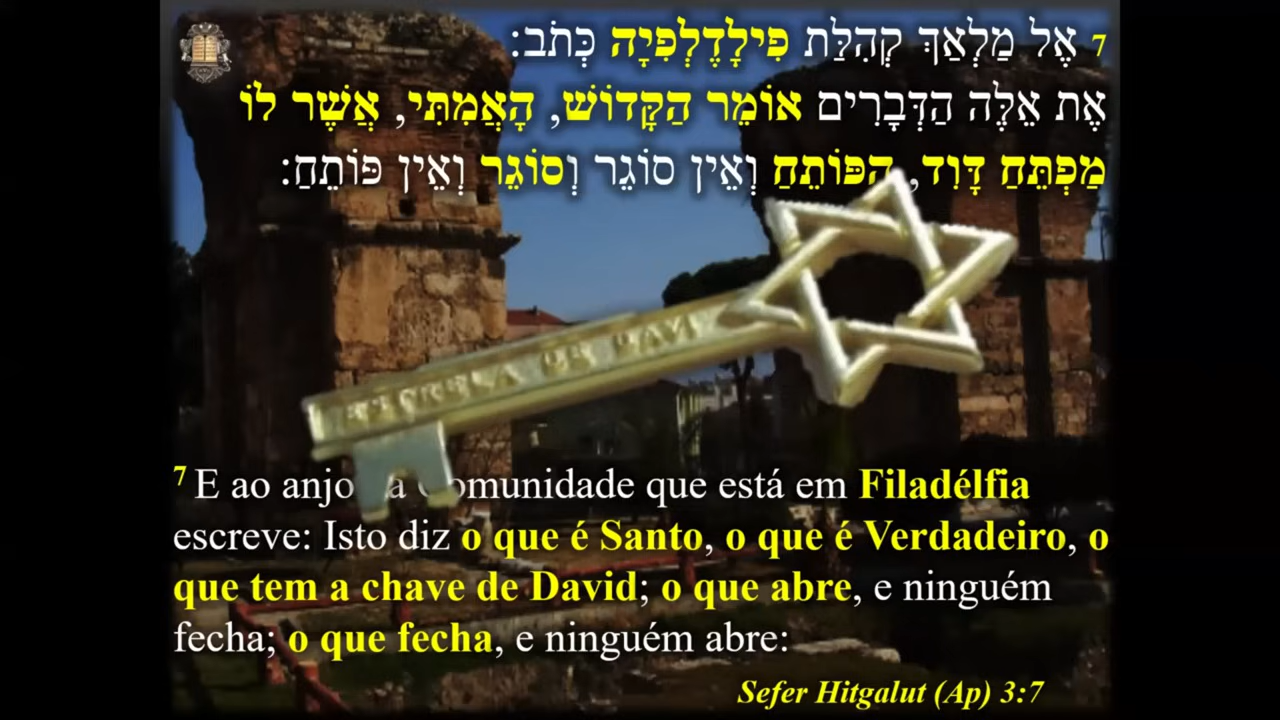 7 אֶל מַלְאַךְ קְהִלַּת פִילָדֶלְפִיָה כְּתֹב:
אֶת אֵלֶּה הַדְּבָרִים אוֹמֵר הַקָּדוֹשׁ, הָאֲמִתִּי, אֲשֶׁר לוֹ
מַפְתֵּחַ דָּוִד, הַפּוֹתֵחַ וְאֵין סוֹגֵר וְסוֹגֵר וְאֵין פּוֹתֵחַ:
7 E ao anjo omunidade que está em Filadélfia
escreve: Isto diz o que é Santo, o que é Verdadeiro, o
que tem a chave de David; o que abre, e ninguém
fecha; o que fecha, e ninguém abre:
Sefer Hitgalut (Ap) 3:7